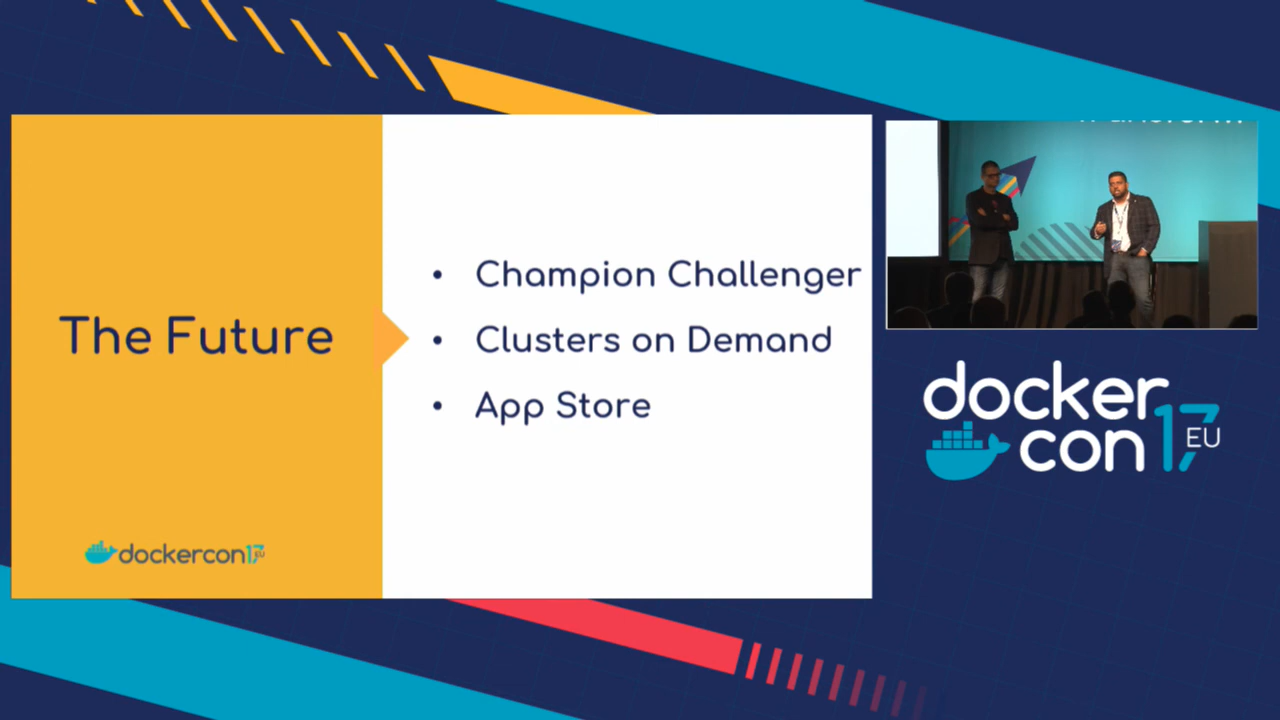 The Future
• Champion Challenger
• Clusters on Demand
• App Store
dockercon17 EU
docker
con 17
EU